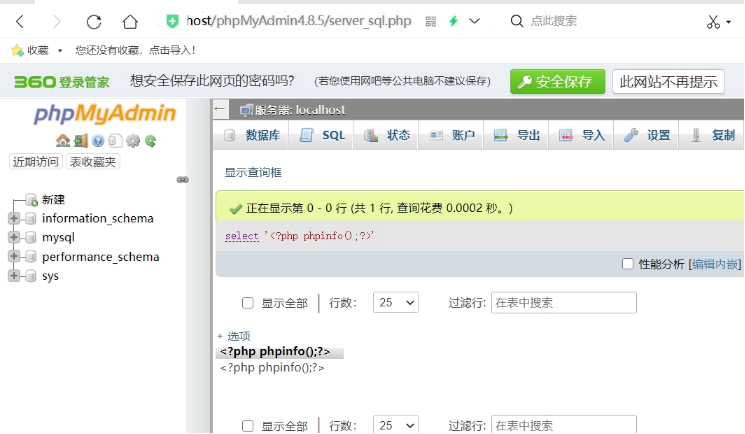 host/phpMyAdmin4.8.5/server_sql.php
点此搜索
收藏 您还没有收藏，点击导入！
360登录管家 想安全保存此网页的密码吗？ (若您使用网吧等公共电脑不建议保存) 安全保存 此网站不再提示
phpMyAdmin
近期访问 表收藏夹
新建
information_schema
mysql
performance_schema
sys
服务器: localhost
数据库 SQL 状态 账户 导出 导入 设置 复制
显示查询框
正在显示第 0 - 0 行 (共 1 行, 查询花费 0.0002 秒。)
select '<?php phpinfo();?>'
性能分析 [编辑内嵌]
显示全部 行数: 25 过滤行: 在表中搜索
+ 选项
<?php phpinfo();?>
<?php phpinfo();?>
显示全部 行数: 25 过滤行: 在表中搜索